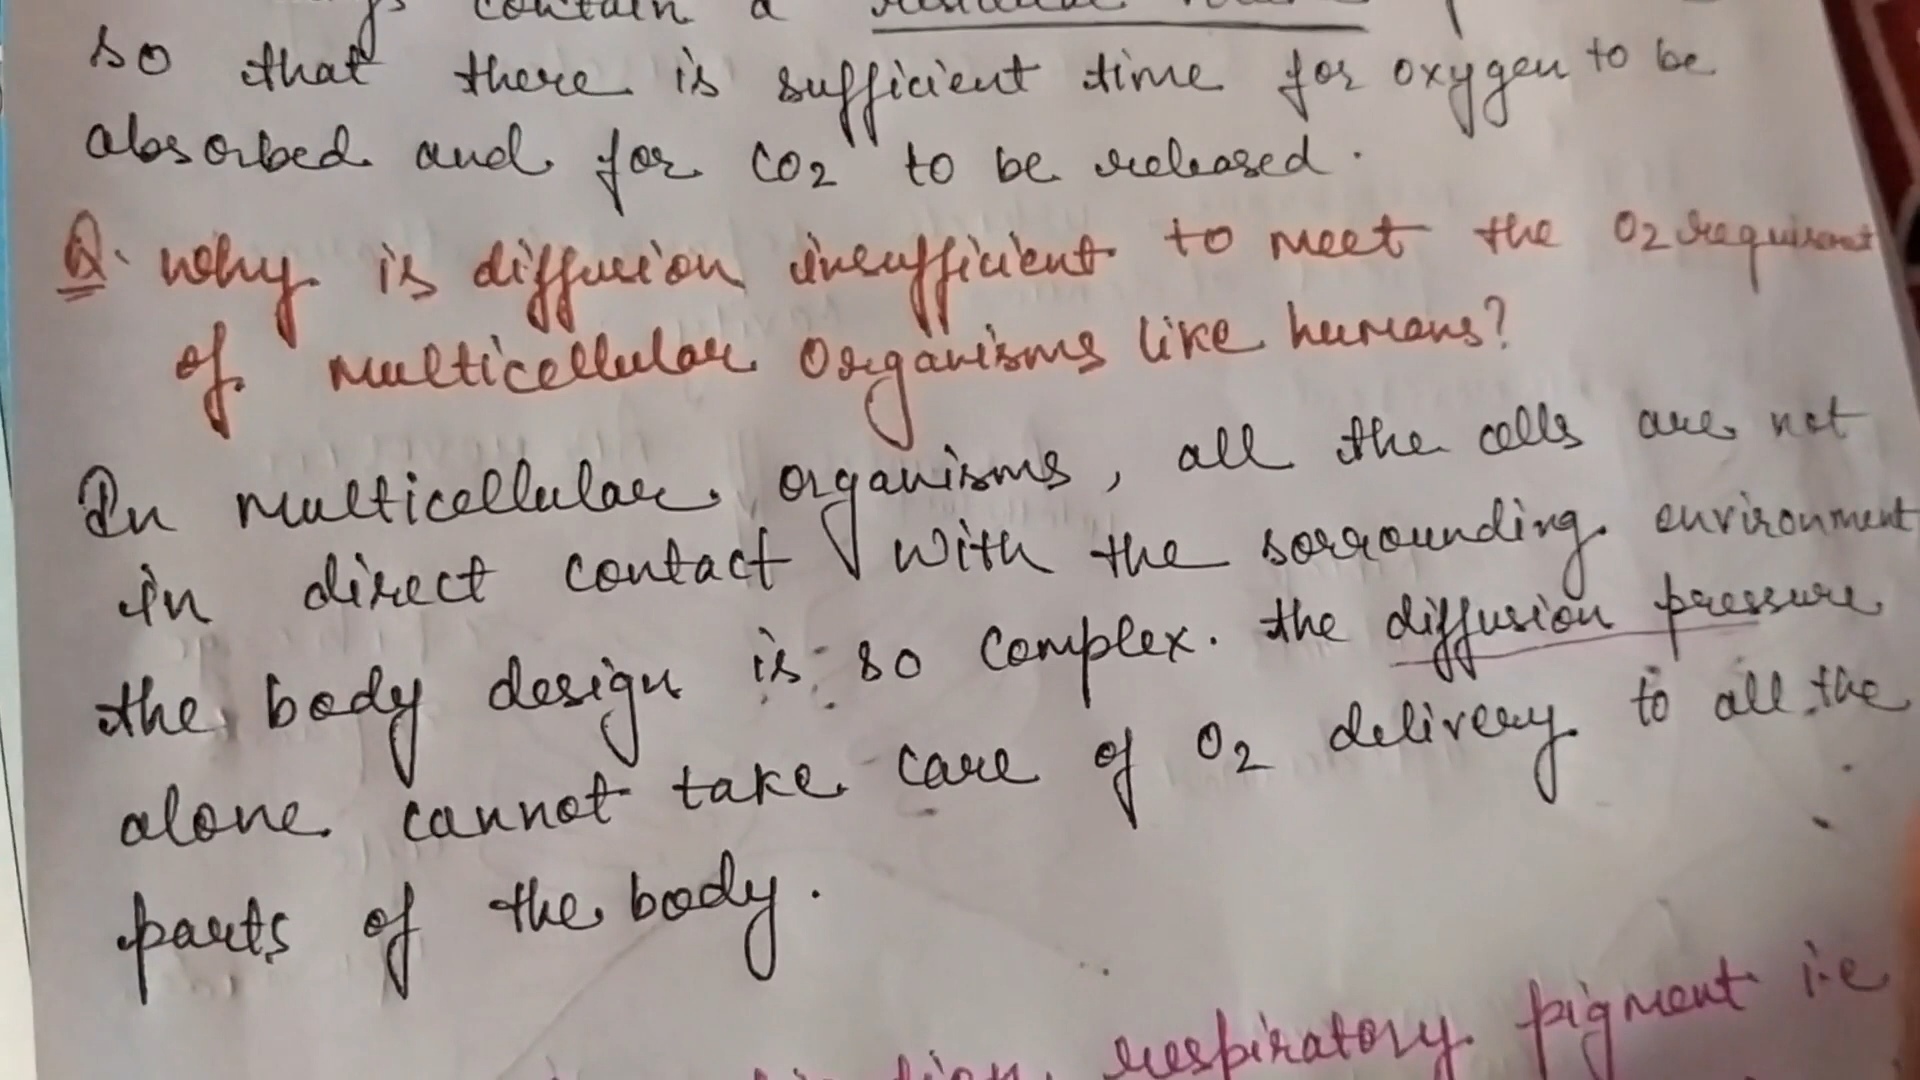 contain a
so that there is sufficient time for oxygen to be
absorbed and for CO2 to be released.
Q. Why is diffusion insufficient to meet the O2 requirement
of multicellular organisms like humans?
In multicellular organisms, all the cells are not
in direct contact with the sorrounding environment
the body design is so complex. the diffusion pressure
alone cannot take care of O2 delivery to all the
parts of the body.
respiratory pigment i.e